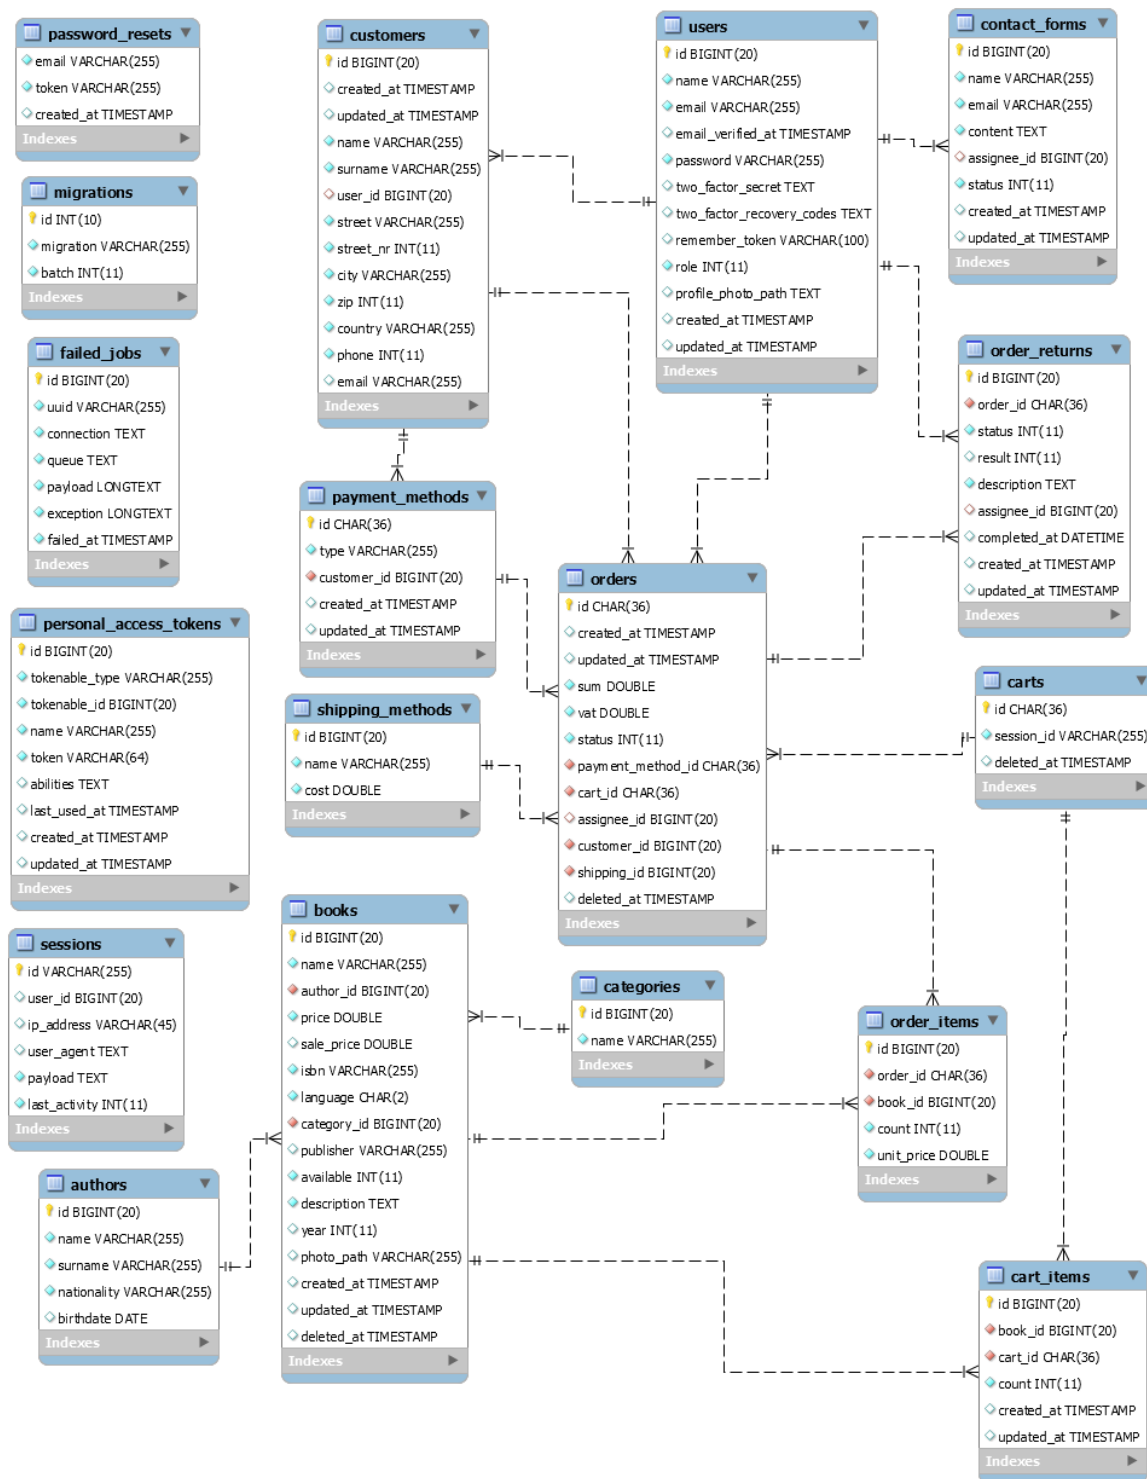 password_resets
email VARCHAR(255)
token VARCHAR(255)
created_at TIMESTAMP
Indexes
migrations
id INT(10)
migration VARCHAR(255)
batch INT(11)
Indexes
failed_jobs
id BIGINT(20)
uuid VARCHAR(255)
connection TEXT
queue TEXT
payload LONGTEXT
exception LONGTEXT
failed_at TIMESTAMP
Indexes
personal_access_tokens
id BIGINT(20)
tokenable_type VARCHAR(255)
tokenable_id BIGINT(20)
name VARCHAR(255)
token VARCHAR(64)
abilities TEXT
last_used_at TIMESTAMP
created_at TIMESTAMP
updated_at TIMESTAMP
Indexes
sessions
id VARCHAR(255)
user_id BIGINT(20)
ip_address VARCHAR(45)
user_agent TEXT
payload TEXT
last_activity INT(11)
Indexes
authors
id BIGINT(20)
name VARCHAR(255)
surname VARCHAR(255)
nationality VARCHAR(255)
birthdate DATE
Indexes
customers
id BIGINT(20)
created_at TIMESTAMP
updated_at TIMESTAMP
name VARCHAR(255)
surname VARCHAR(255)
user_id BIGINT(20)
street VARCHAR(255)
street_nr INT(11)
city VARCHAR(255)
zip INT(11)
country VARCHAR(255)
phone INT(11)
email VARCHAR(255)
Indexes
payment_methods
id CHAR(36)
type VARCHAR(255)
customer_id BIGINT(20)
created_at TIMESTAMP
updated_at TIMESTAMP
Indexes
shipping_methods
id BIGINT(20)
name VARCHAR(255)
cost DOUBLE
Indexes
books
id BIGINT(20)
name VARCHAR(255)
author_id BIGINT(20)
price DOUBLE
sale_price DOUBLE
isbn VARCHAR(255)
language CHAR(2)
category_id BIGINT(20)
publisher VARCHAR(255)
available INT(11)
description TEXT
year INT(11)
photo_path VARCHAR(255)
created_at TIMESTAMP
updated_at TIMESTAMP
deleted_at TIMESTAMP
Indexes
users
id BIGINT(20)
name VARCHAR(255)
email VARCHAR(255)
email_verified_at TIMESTAMP
password VARCHAR(255)
two_factor_secret TEXT
two_factor_recovery_codes TEXT
remember_token VARCHAR(100)
role INT(11)
profile_photo_path TEXT
created_at TIMESTAMP
updated_at TIMESTAMP
Indexes
orders
id CHAR(36)
created_at TIMESTAMP
updated_at TIMESTAMP
sum DOUBLE
vat DOUBLE
status INT(11)
payment_method_id CHAR(36)
cart_id CHAR(36)
assignee_id BIGINT(20)
customer_id BIGINT(20)
shipping_id BIGINT(20)
deleted_at TIMESTAMP
Indexes
categories
id BIGINT(20)
name VARCHAR(255)
Indexes
contact_forms
id BIGINT(20)
name VARCHAR(255)
email VARCHAR(255)
content TEXT
assignee_id BIGINT(20)
status INT(11)
created_at TIMESTAMP
updated_at TIMESTAMP
Indexes
order_returns
id BIGINT(20)
order_id CHAR(36)
status INT(11)
result INT(11)
description TEXT
assignee_id BIGINT(20)
completed_at DATETIME
created_at TIMESTAMP
updated_at TIMESTAMP
Indexes
carts
id CHAR(36)
session_id VARCHAR(255)
deleted_at TIMESTAMP
Indexes
order_items
id BIGINT(20)
order_id CHAR(36)
book_id BIGINT(20)
count INT(11)
unit_price DOUBLE
Indexes
cart_items
id BIGINT(20)
book_id BIGINT(20)
cart_id CHAR(36)
count INT(11)
created_at TIMESTAMP
updated_at TIMESTAMP
Indexes